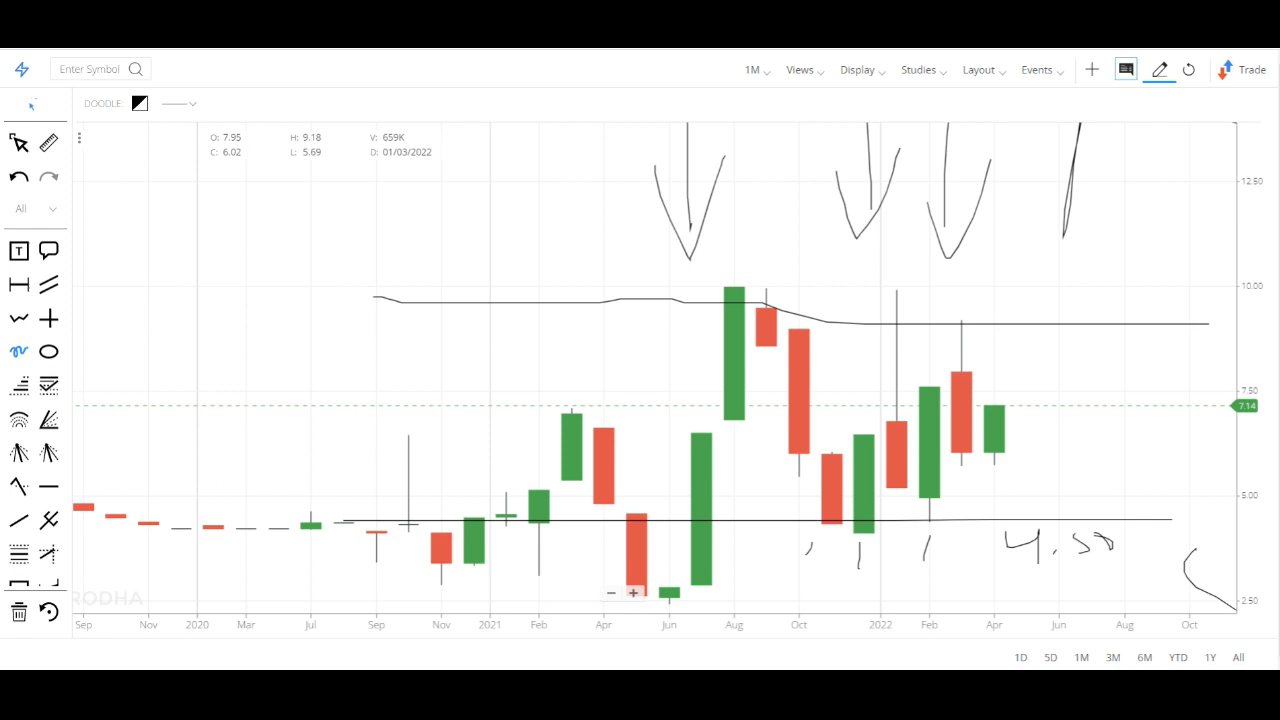 Enter Symbol
1M Views Display Studies Layout Events Trade
DOODLE:
O: 7.95 H: 9.18 V: 659K
C: 6.02 L: 5.69 D: 01/03/2022
All
T
12.50
10.00
7.50
7.14
5.00
4.50
2.50
RODHA
Sep Nov 2020 Mar Jul Sep Nov 2021 Feb Apr Jun Aug Oct 2022 Feb Apr Jun Aug Oct
1D 5D 1M 3M 6M YTD 1Y All